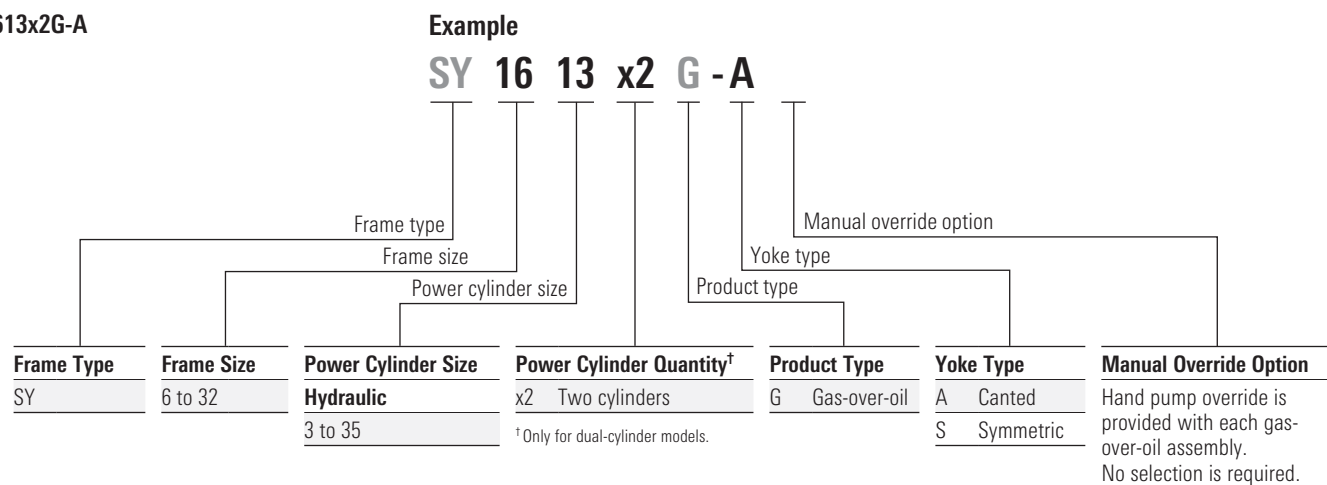 613x2G-A
Example
SY 16 13 x2 G - A
Frame type
Manual override option
Frame size
Yoke type
Power cylinder size
Product type
Frame Type
SY
Frame Size
6 to 32
Power Cylinder Size
Hydraulic
3 to 35
Power Cylinder Quantity†
x2 Two cylinders
† Only for dual-cylinder models.
Product Type
G Gas-over-oil
Yoke Type
A Canted
S Symmetric
Manual Override Option
Hand pump override is
provided with each gas-
over-oil assembly.
No selection is required.